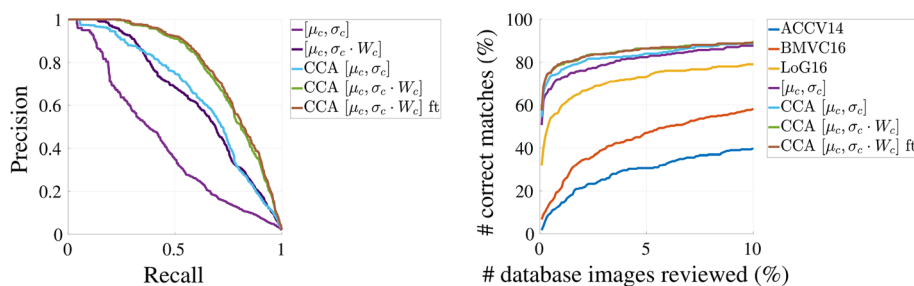 1
0.8
0.6
0.4
0.2
0
0
0.5
1
Precision
Recall
[μc, σc]
[μc, σc · Wc]
CCA [μc, σc]
CCA [μc, σc · Wc]
CCA [μc, σc · Wc] ft
100
80
60
40
20
0
0
5
10
# correct matches (%)
# database images reviewed (%)
ACCV14
BMVC16
LoG16
[μc, σc]
CCA [μc, σc]
CCA [μc, σc · Wc]
CCA [μc, σc · Wc] ft